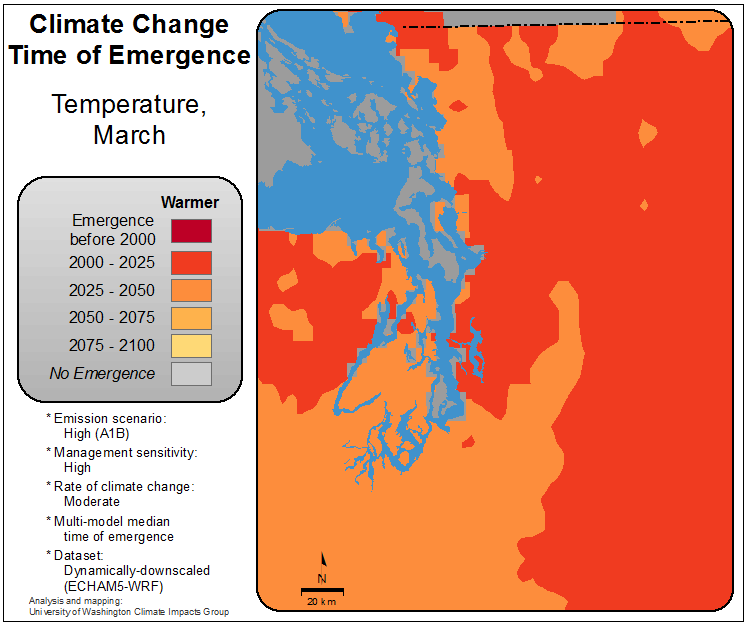 Climate Change
Time of Emergence
Temperature,
March
Warmer
Emergence
before 2000
2000 - 2025
2025 - 2050
2050 - 2075
2075 - 2100
No Emergence
* Emission scenario:
High (A1B)
* Management sensitivity:
High
* Rate of climate change:
Moderate
* Multi-model median
time of emergence
* Dataset:
Dynamically-downscaled
(ECHAM5-WRF)
Analysis and mapping:
University of Washington Climate Impacts Group
N
20 km